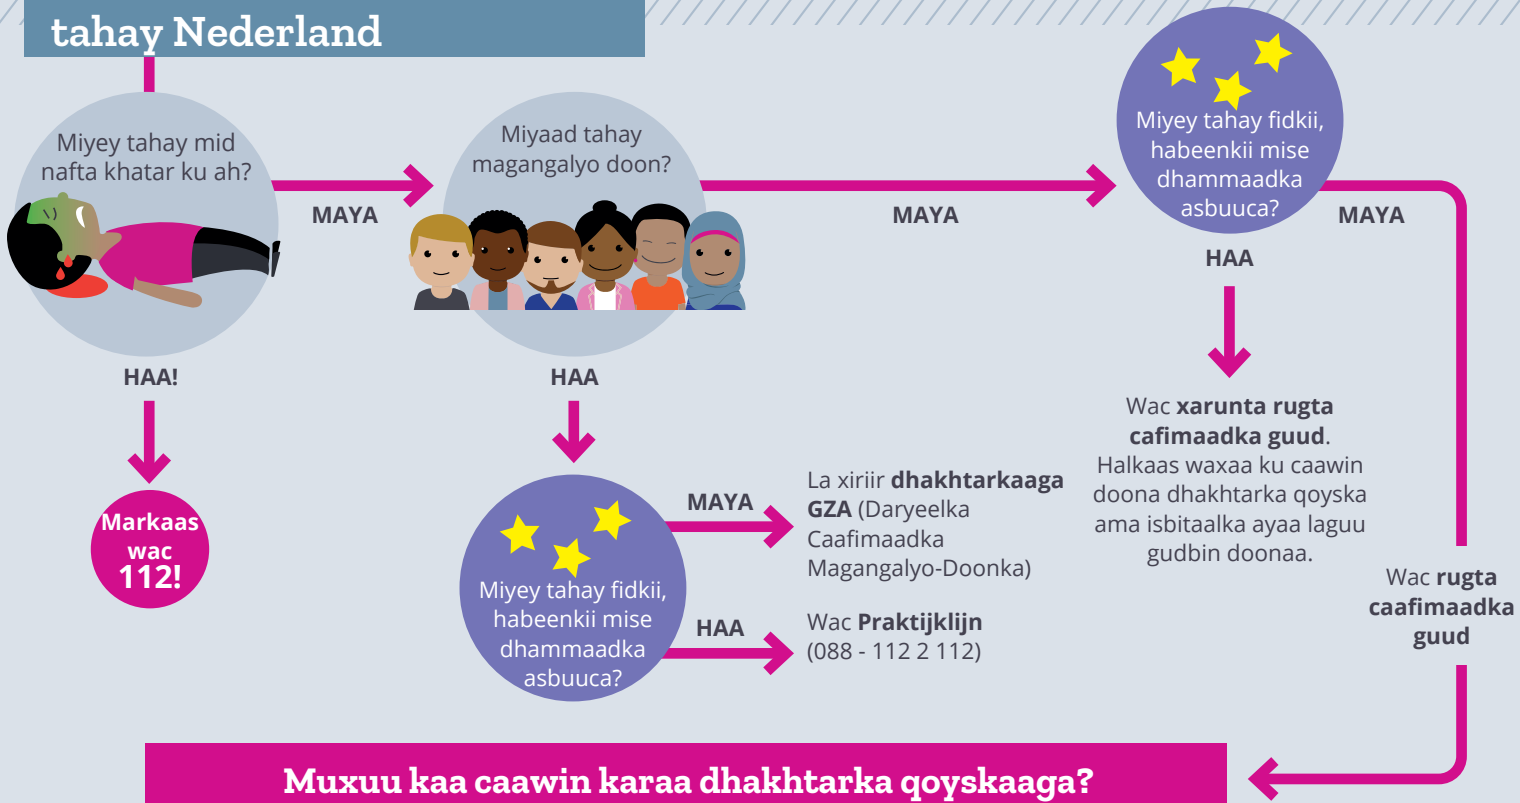 tahay Nederland
Miyey tahay mid
nafta khatar ku ah?
MAYA
HAA!
Markaas
wac
112!
Miyaad tahay
magangalyo doon?
MAYA
HAA
Miyey tahay fidkii,
habeenkii mise
dhammaadka
asbuuca?
MAYA
La xiriir dhakhtarkaaga
GZA (Daryeelka
Caafimaadka
Magangalyo-Doonka)
HAA
Wac Praktijklijn
(088 - 112 2 112)
Miyey tahay fidkii,
habeenkii mise
dhammaadka
asbuuca?
MAYA
HAA
Wac xarunta rugta
cafimaadka guud.
Halkaas waxaa ku caawin
doona dhakhtarka qoyska
ama isbitaalka ayaa laguu
gudbin doonaa.
Wac rugta
caafimaadka
guud
Muxuu kaa caawin karaa dhakhtarka qoyskaaga?